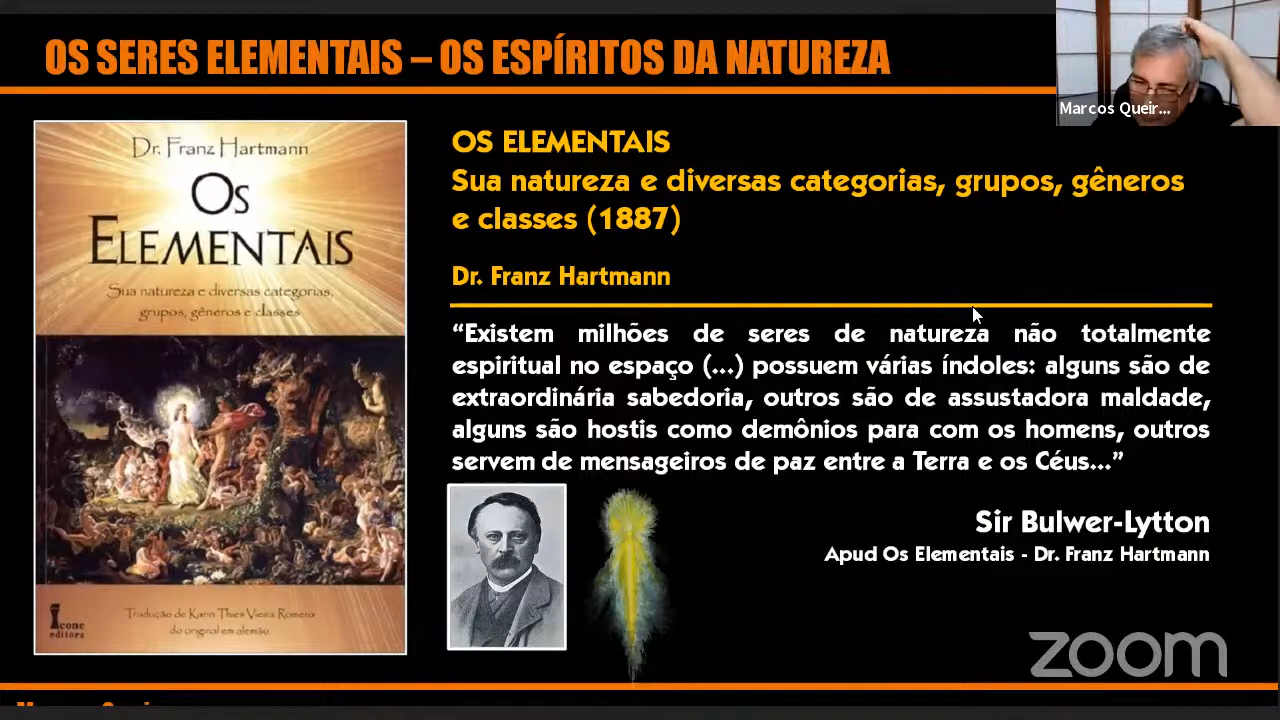 OS SERES ELEMENTAIS – OS ESPÍRITOS DA NATUREZA
Marcos Queir...
Dr. Franz Hartmann
Os
ELEMENTAIS
Sua natureza e diversas categorias,
grupos, gêneros e classes
Ícone
editora
Tradução de Karin Thies Vieira Romero
do original em alemão
OS ELEMENTAIS
Sua natureza e diversas categorias, grupos, gêneros
e classes (1887)
Dr. Franz Hartmann
“Existem milhões de seres de natureza não totalmente
espiritual no espaço (...) possuem várias índoles: alguns são de
extraordinária sabedoria, outros são de assustadora maldade,
alguns são hostis como demônios para com os homens, outros
servem de mensageiros de paz entre a Terra e os Céus...”
Sir Bulwer-Lytton
Apud Os Elementais - Dr. Franz Hartmann
zoom